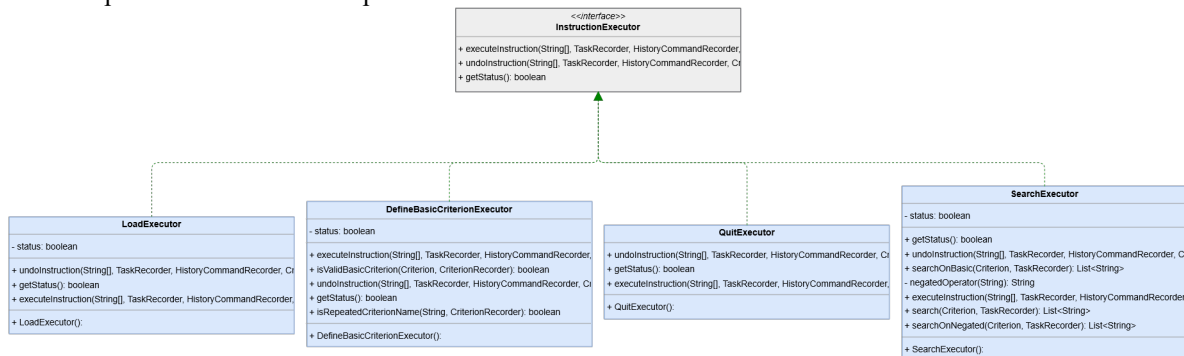 <<interface>>
InstructionExecutor
+ executeInstruction(String[], TaskRecorder, HistoryCommandRecorder,
+ undoInstruction(String[], TaskRecorder, HistoryCommandRecorder,
+ getStatus(): boolean
LoadExecutor
- status: boolean
+ undoInstruction(String[], TaskRecorder, HistoryCommandRecorder,
+ getStatus(): boolean
+ executeInstruction(String[], TaskRecorder, HistoryCommandRecorder,
+ LoadExecutor():
DefineBasicCriterionExecutor
- status: boolean
+ executeInstruction(String[], TaskRecorder, HistoryCommandRecorder,
+ isValidBasicCriterion(Criterion, CriterionRecorder): boolean
+ undoInstruction(String[], TaskRecorder, HistoryCommandRecorder,
+ getStatus(): boolean
+ isRepeatedCriterionName(String, CriterionRecorder): boolean
+ DefineBasicCriterionExecutor():
QuitExecutor
+ undoInstruction(String[], TaskRecorder, HistoryCommandRecorder,
+ getStatus(): boolean
+ executeInstruction(String[], TaskRecorder, HistoryCommandRecorder,
+ QuitExecutor():
SearchExecutor
- status: boolean
+ getStatus(): boolean
+ undoInstruction(String[], TaskRecorder, HistoryCommandRecorder,
+ searchOnBasic(Criterion, TaskRecorder): List<String>
- negatedOperator(String): String
+ executeInstruction(String[], TaskRecorder, HistoryCommandRecorder
+ search(Criterion, TaskRecorder): List<String>
+ searchOnNegated(Criterion, TaskRecorder): List<String>
+ SearchExecutor():